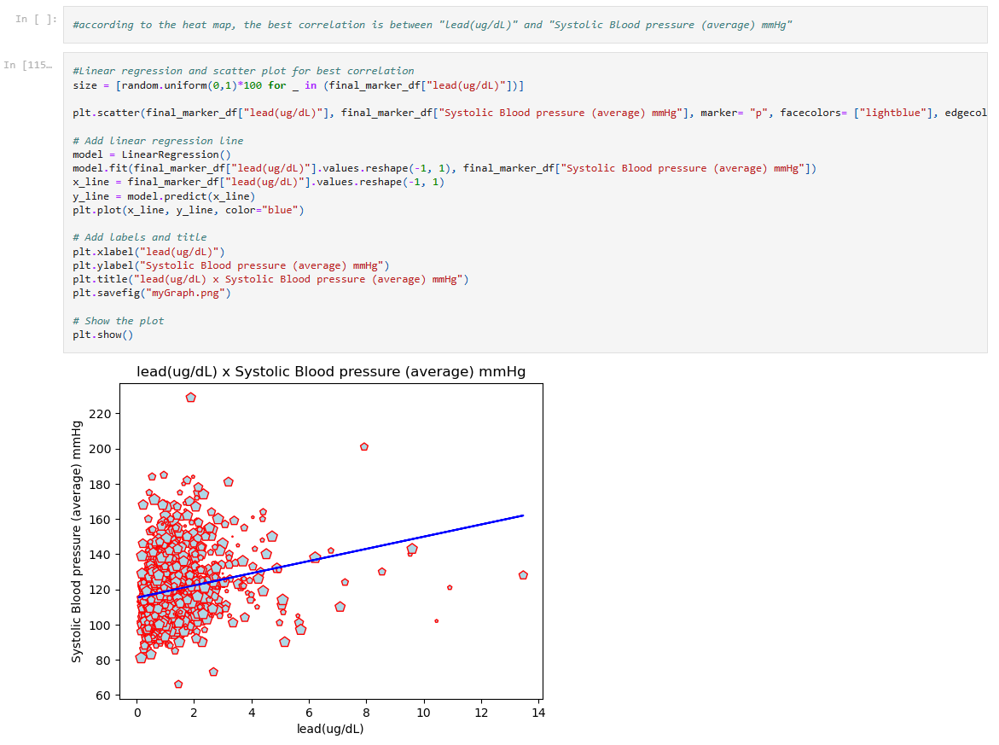 In [ ]:
#according to the heat map, the best correlation is between "lead(ug/dL)" and "Systolic Blood pressure (average) mmHg"
In [115…
#Linear regression and scatter plot for best correlation
size = [random.uniform(0,1)*100 for _ in (final_marker_df["lead(ug/dL)"])]
plt.scatter(final_marker_df["lead(ug/dL)"], final_marker_df["Systolic Blood pressure (average) mmHg"], marker= "p", facecolors= ["lightblue"], edgecol
# Add linear regression line
model = LinearRegression()
model.fit(final_marker_df["lead(ug/dL)"].values.reshape(-1, 1), final_marker_df["Systolic Blood pressure (average) mmHg"])
x_line = final_marker_df["lead(ug/dL)"].values.reshape(-1, 1)
y_line = model.predict(x_line)
plt.plot(x_line, y_line, color="blue")
# Add labels and title
plt.xlabel("lead(ug/dL)")
plt.ylabel("Systolic Blood pressure (average) mmHg")
plt.title("lead(ug/dL) x Systolic Blood pressure (average) mmHg")
plt.savefig("myGraph.png")
# Show the plot
plt.show()
lead(ug/dL) x Systolic Blood pressure (average) mmHg
Systolic Blood pressure (average) mmHg
220
200
180
160
140
120
100
80
60
0 2 4 6 8 10 12 14
lead(ug/dL)